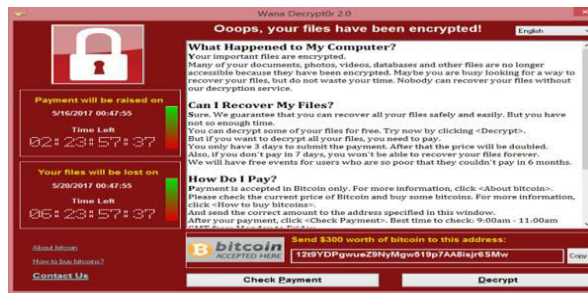 Wana Decrypt0r 2.0
Ooops, your files have been encrypted!
English
What Happened to My Computer?
Your important files are encrypted.
Many of your documents, photos, videos, databases and other files are no longer
accessible because they have been encrypted. Maybe you are busy looking for a way to
recover your files, but do not waste your time. Nobody can recover your files without
our decryption service.
Can I Recover My Files?
Sure. We guarantee that you can recover all your files safely and easily. But you have
not so enough time.
You can decrypt some of your files for free. Try now by clicking <Decrypt>.
But if you want to decrypt all your files, you need to pay.
You only have 3 days to submit the payment. After that the price will be doubled.
Also, if you don't pay in 7 days, you won't be able to recover your files forever.
We will have free events for users who are so poor that they couldn't pay in 6 months.
How Do I Pay?
Payment is accepted in Bitcoin only. For more information, click <About bitcoin>.
Please check the current price of Bitcoin and buy some bitcoins. For more information,
click <How to buy bitcoins>.
And send the correct amount to the address specified in this window.
After your payment, click <Check Payment>. Best time to check: 9:00am - 11:00am
GMT from Monday to Friday.
Payment will be raised on
5/16/2017 00:47:55
Time Left
02:23:57:37
Your files will be lost on
5/20/2017 00:47:55
Time Left
06:23:57:37
About bitcoin
How to buy bitcoins?
Contact Us
bitcoin
ACCEPTED HERE
Send $300 worth of bitcoin to this address:
12t9YDPgwueZ9NyMgw519p7AA8isjr6SMw
Copy
Check Payment
Decrypt